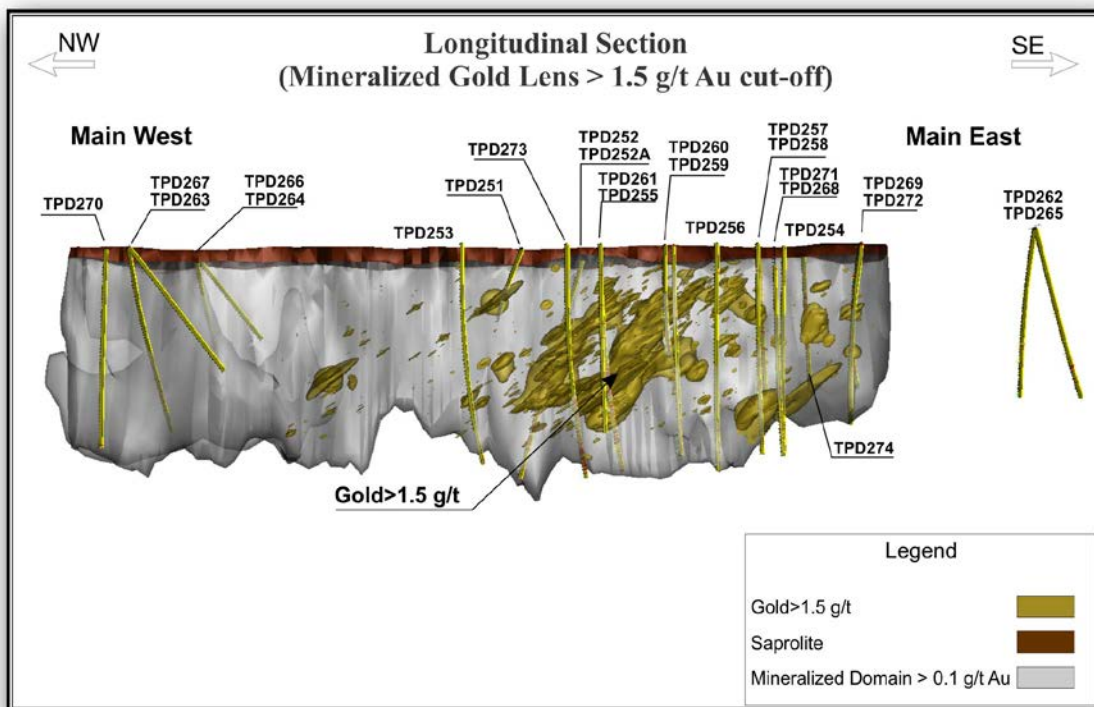 NW
Longitudinal Section
SE
(Mineralized Gold Lens > 1.5 g/t Au cut-off)
Main West
Main East
TPD270
TPD267
TPD263
TPD266
TPD264
TPD253
TPD273
TPD251
TPD252
TPD252A
TPD261
TPD255
TPD260
TPD259
TPD256
TPD257
TPD258
TPD271
TPD268
TPD254
TPD269
TPD272
TPD262
TPD265
TPD274
Gold>1.5 g/t
Legend
Gold>1.5 g/t
Saprolite
Mineralized Domain > 0.1 g/t Au